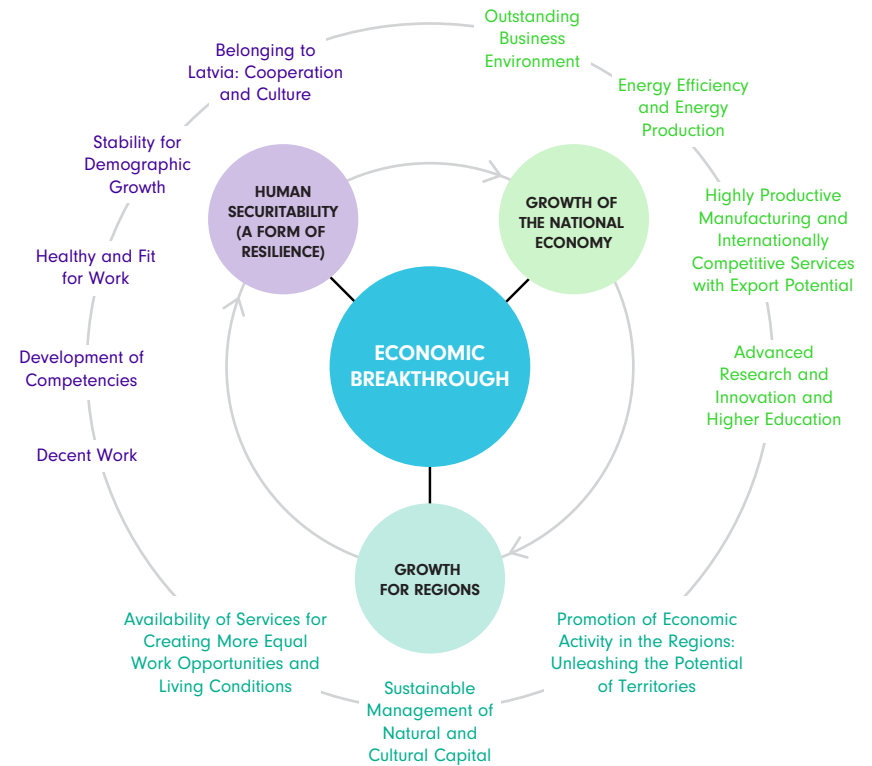 Outstanding
Business
Environment
Belonging to
Latvia: Cooperation
and Culture
Energy Efficiency
and Energy
Production
Stability for
Demographic
Growth
HUMAN
SECURITABILITY
(A FORM OF
RESILIENCE)
GROWTH OF
THE NATIONAL
ECONOMY
Highly Productive
Manufacturing and
Internationally
Competitive Services
with Export Potential
Healthy and Fit
for Work
ECONOMIC
BREAKTHROUGH
Development of
Competencies
Advanced
Research and
Innovation and
Higher Education
Decent Work
GROWTH
FOR REGIONS
Availability of Services for
Creating More Equal
Work Opportunities and
Living Conditions
Promotion of Economic
Activity in the Regions:
Unleashing the Potential
of Territories
Sustainable
Management of
Natural and
Cultural Capital